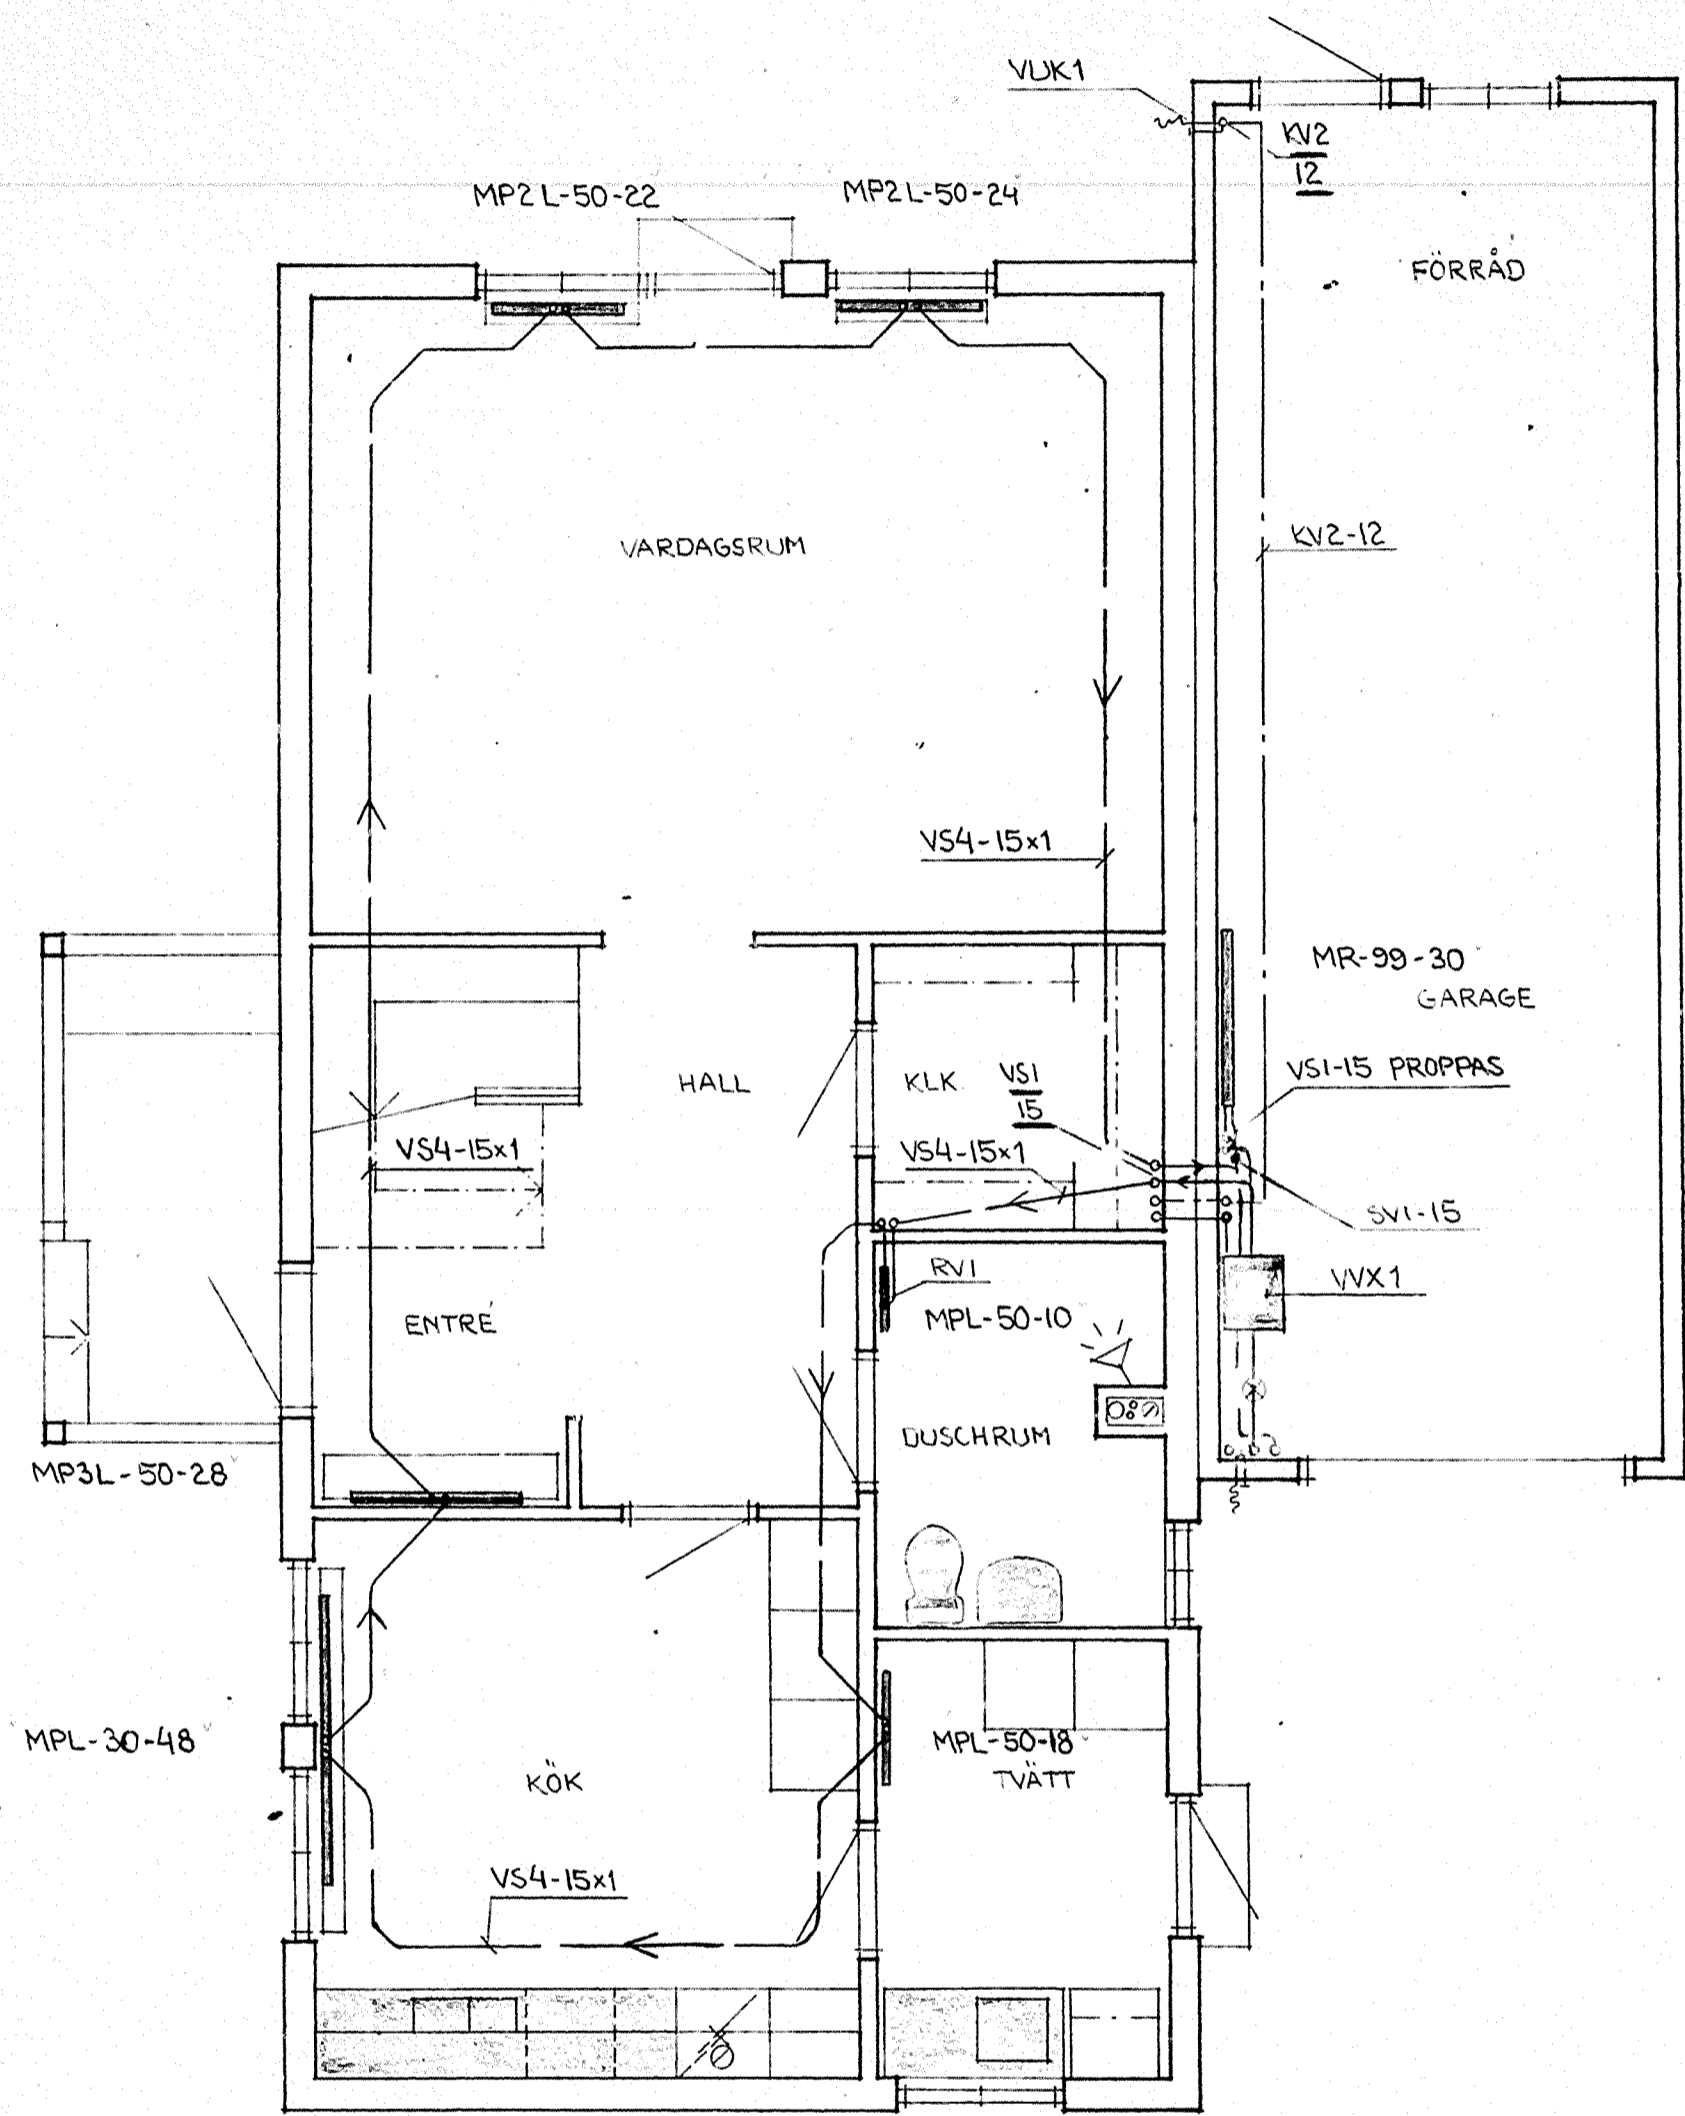 VUK1
KV2
12
MP2L-50-22
MP2L-50-24
FÖRRÅD
KV2-12
VARDAGSRUM
VS4-15x1
MR-99-30
GARAGE
HALL
KLK
VS1
15
VS1-15 PROPPAS
VS4-15x1
VS4-15x1
SV1-15
RV1
VVX1
ENTRÉ
MPL-50-10
DUSCHRUM
MP3L-50-28
MPL-30-48
MPL-50-18
KÖK
TVÄTT
VS4-15x1